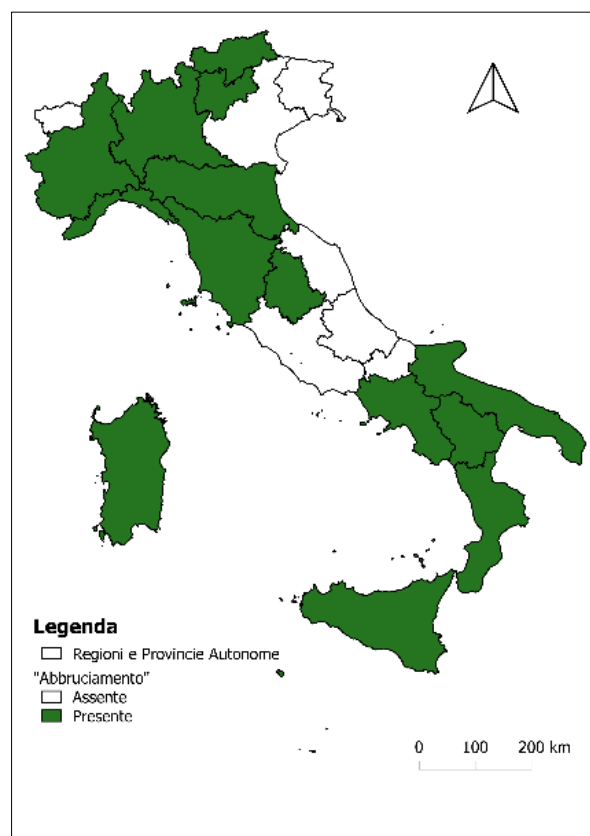 Legenda
Regioni e Provincie Autonome
"Abbruciamento"
Assente
Presente
0 100 200 km